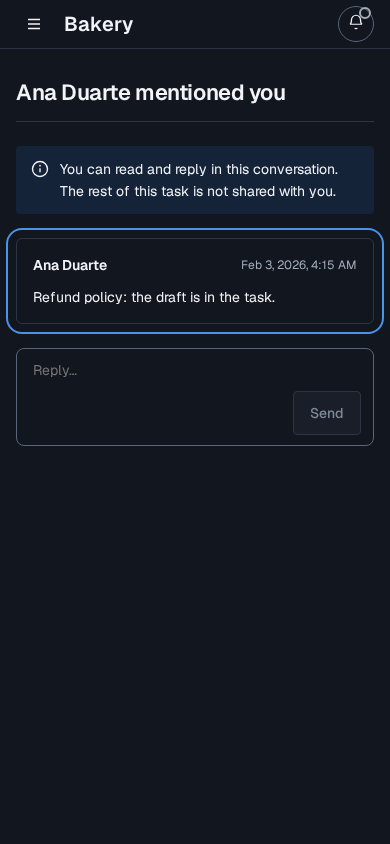 Bakery
Ana Duarte mentioned you
You can read and reply in this conversation.
The rest of this task is not shared with you.
Ana Duarte Feb 3, 2026, 4:15 AM
Refund policy: the draft is in the task.
Reply...
Send